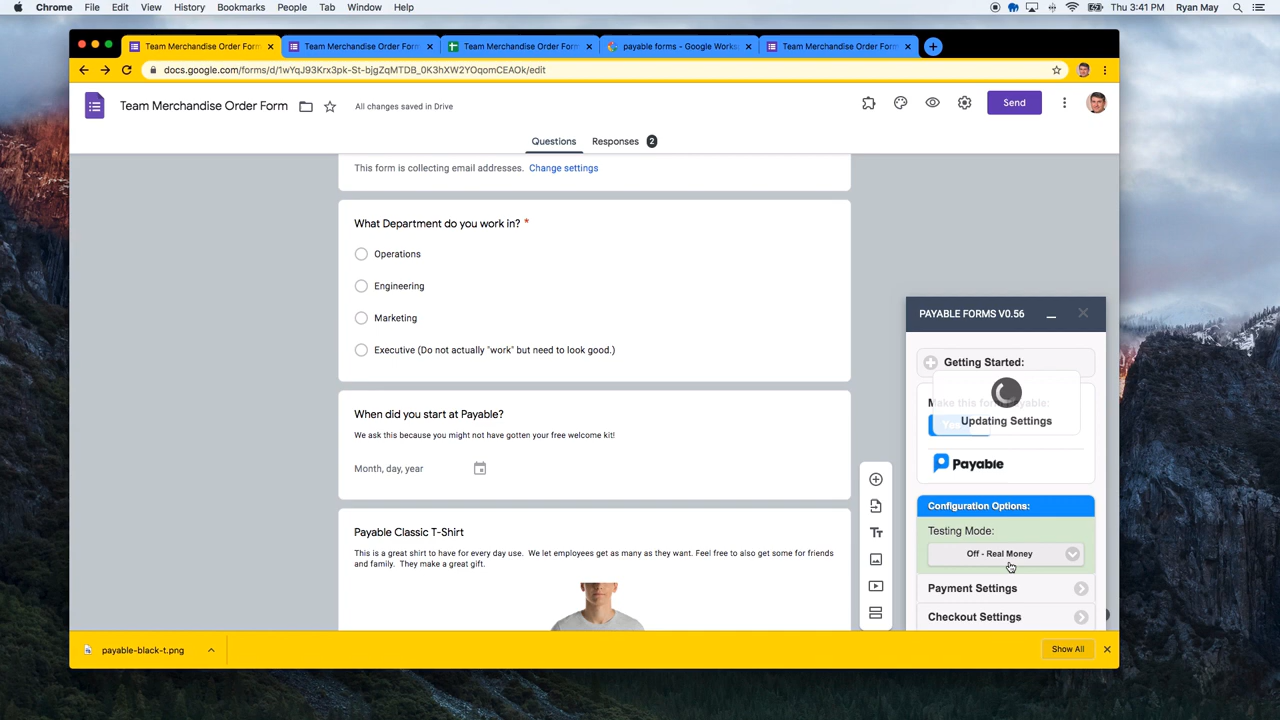 Chrome File Edit View History Bookmarks People Tab Window Help Thu 3:41 PM Ryan May
Team Merchandise Order Form Team Merchandise Order Form Team Merchandise Order Form payable forms - Google Works Team Merchandise Order Form
docs.google.com/forms/d/1wYqJ93Krx3pk-St-bjgZqMTDB_0K3hXW2YOqomCEAOk/edit
Team Merchandise Order Form All changes saved in Drive Send
Questions Responses 2
This form is collecting email addresses. Change settings
What Department do you work in? *
Operations
Engineering
Marketing
Executive (Do not actually "work" but need to look good.)
When did you start at Payable?
We ask this because you might not have gotten your free welcome kit!
Month, day, year
Payable Classic T-Shirt
This is a great shirt to have for every day use. We let employees get as many as they want. Feel free to also get some for friends
and family. They make a great gift.
Tт
PAYABLE FORMS V0.56
Getting Started:
Make this form Payable:
Yes
Updating Settings
Payable
Configuration Options:
Testing Mode:
Off - Real Money
Payment Settings
Checkout Settings
payable-black-t.png
Show All